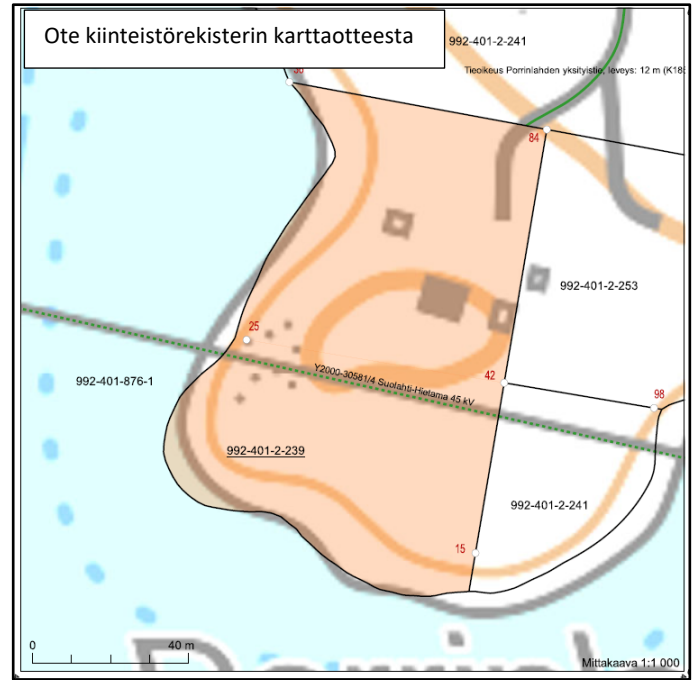 Ote kiinteistörekisterin karttaotteesta
992-401-2-241
Tieoikeus Porrinlahden yksityistie, leveys: 12 m (K18
84
992-401-2-253
25
Y2000-30581/4 Suolahti-Hietama 45 kV
42
992-401-876-1
98
992-401-2-239
992-401-2-241
15
0 40 m
Mittakaava 1:1 000